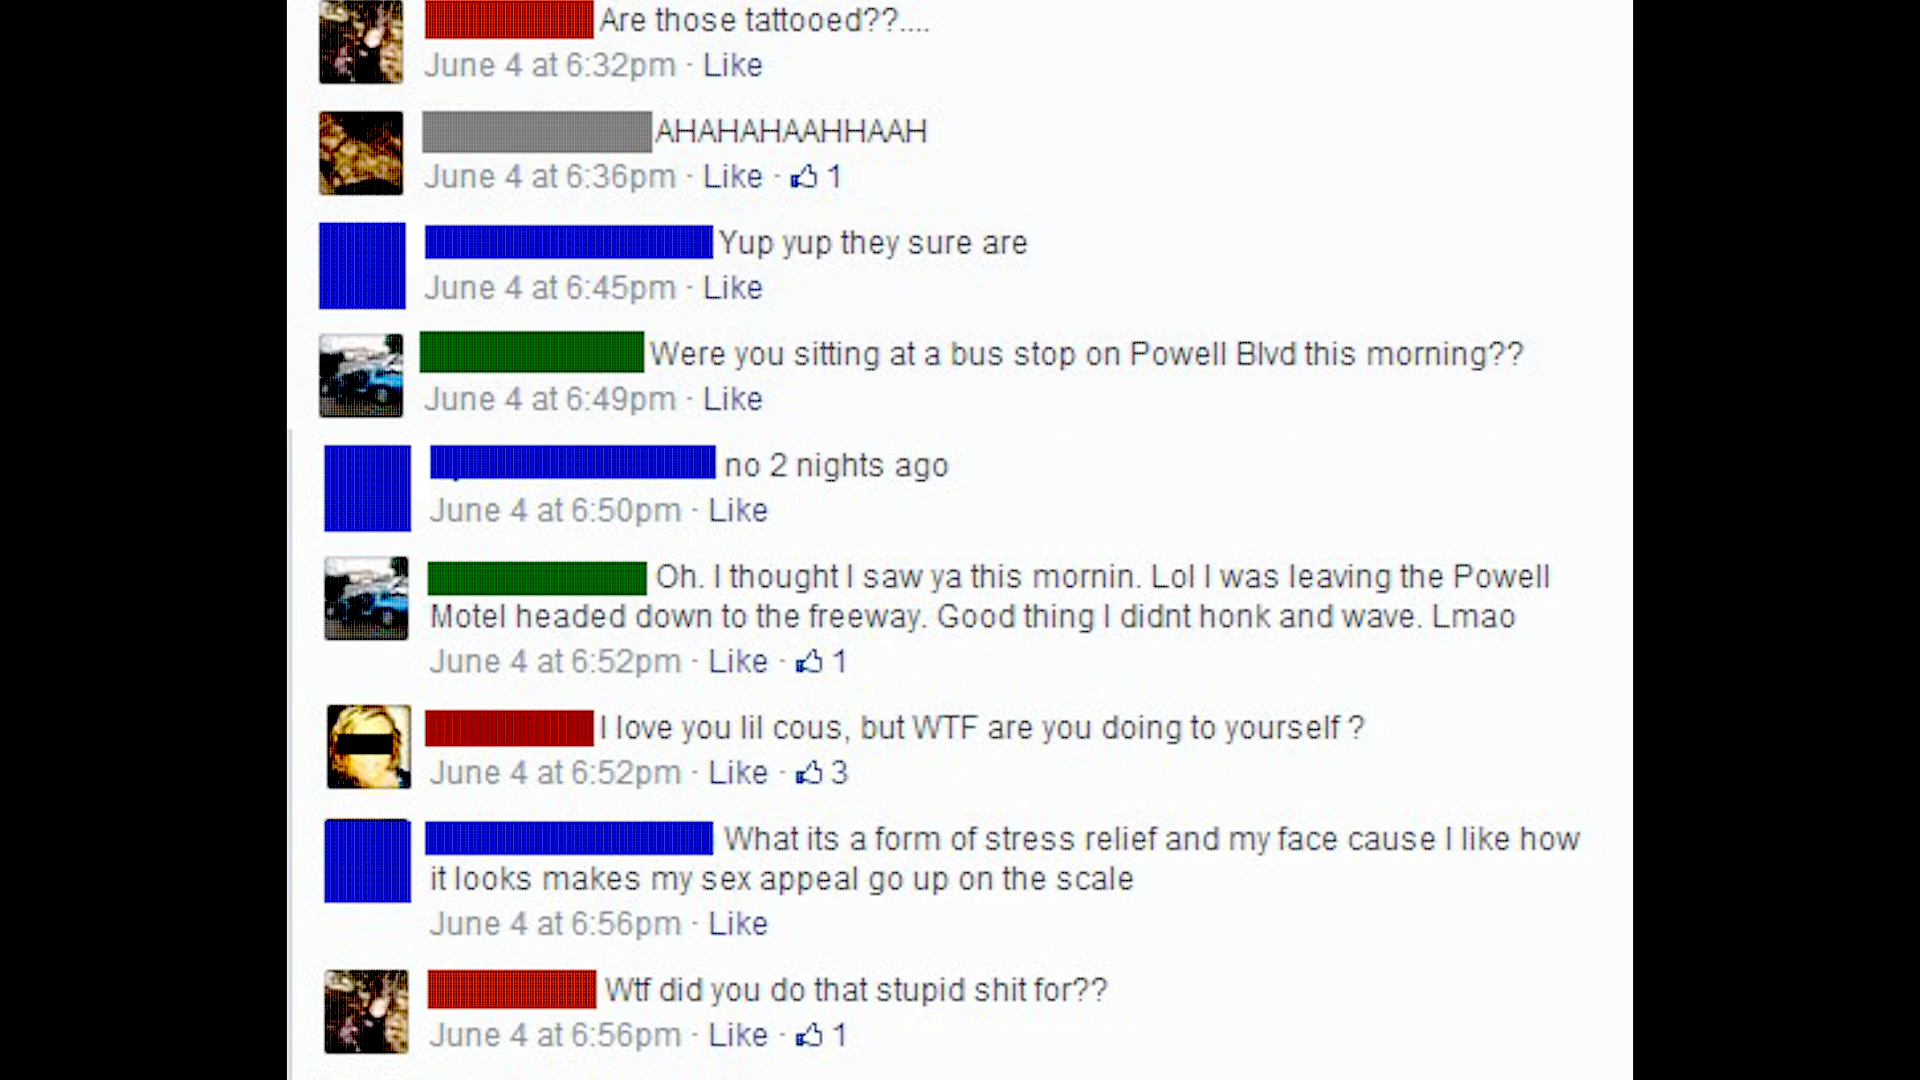 Are those tattooed??....
June 4 at 6:32pm · Like
AHAHAHAAHHAAH
June 4 at 6:36pm · Like · 1
Yup yup they sure are
June 4 at 6:45pm · Like
Were you sitting at a bus stop on Powell Blvd this morning??
June 4 at 6:49pm · Like
no 2 nights ago
June 4 at 6:50pm · Like
Oh. I thought I saw ya this mornin. Lol I was leaving the Powell
Motel headed down to the freeway. Good thing I didnt honk and wave. Lmao
June 4 at 6:52pm · Like · 1
I love you lil cous, but WTF are you doing to yourself ?
June 4 at 6:52pm · Like · 3
What its a form of stress relief and my face cause I like how
it looks makes my sex appeal go up on the scale
June 4 at 6:56pm · Like
Wtf did you do that stupid shit for??
June 4 at 6:56pm · Like · 1